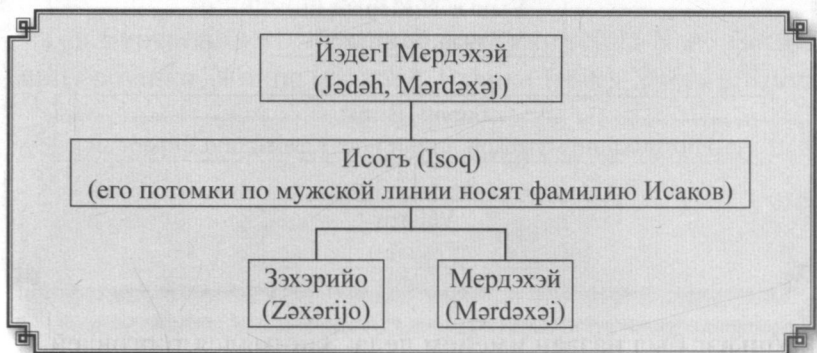 ЙэдегI Мердэхэй
(Jədəh, Mərdəxəj)
Исогъ (Isoq)
(его потомки по мужской линии носят фамилию Исаков)
Зэхэрийо
(Zəxərijo)
Мердэхэй
(Mərdəxəj)